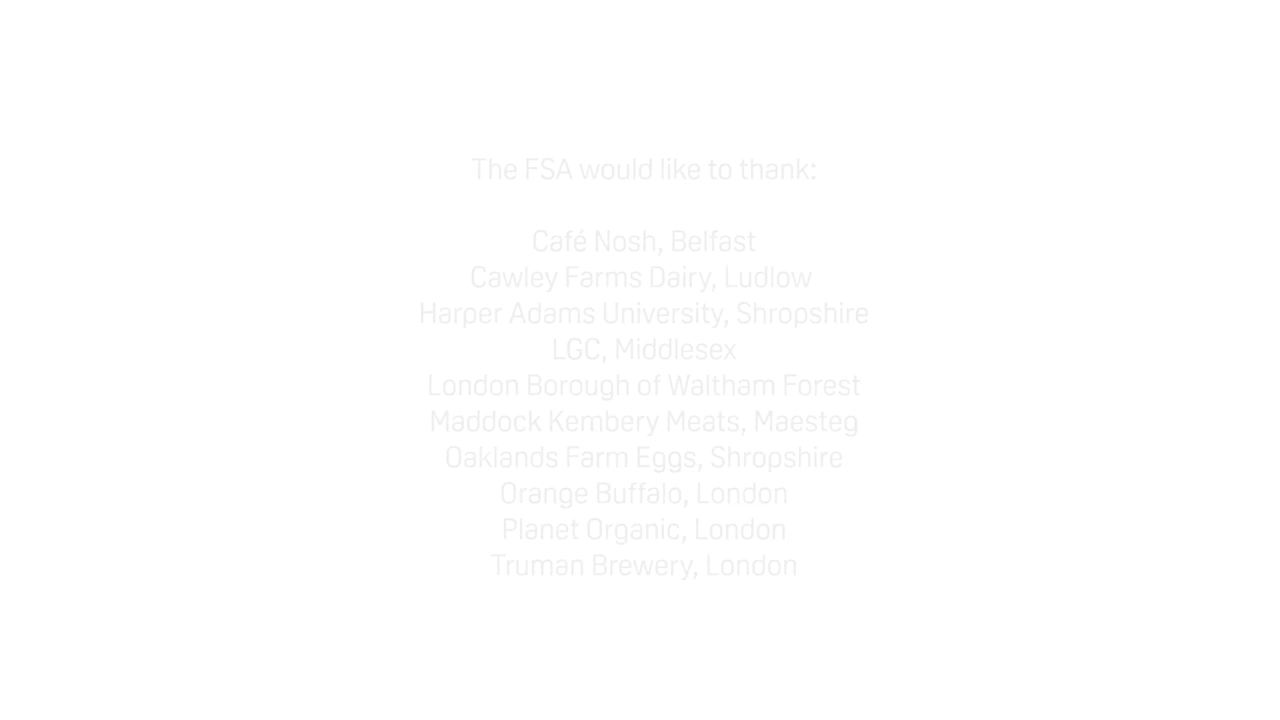 The FSA would like to thank:
Café Nosh, Belfast
Cawley Farms Dairy, Ludlow
Harper Adams University, Shropshire
LGC, Middlesex
London Borough of Waltham Forest
Maddock Kembery Meats, Maesteg
Oaklands Farm Eggs, Shropshire
Orange Buffalo, London
Planet Organic, London
Truman Brewery, London